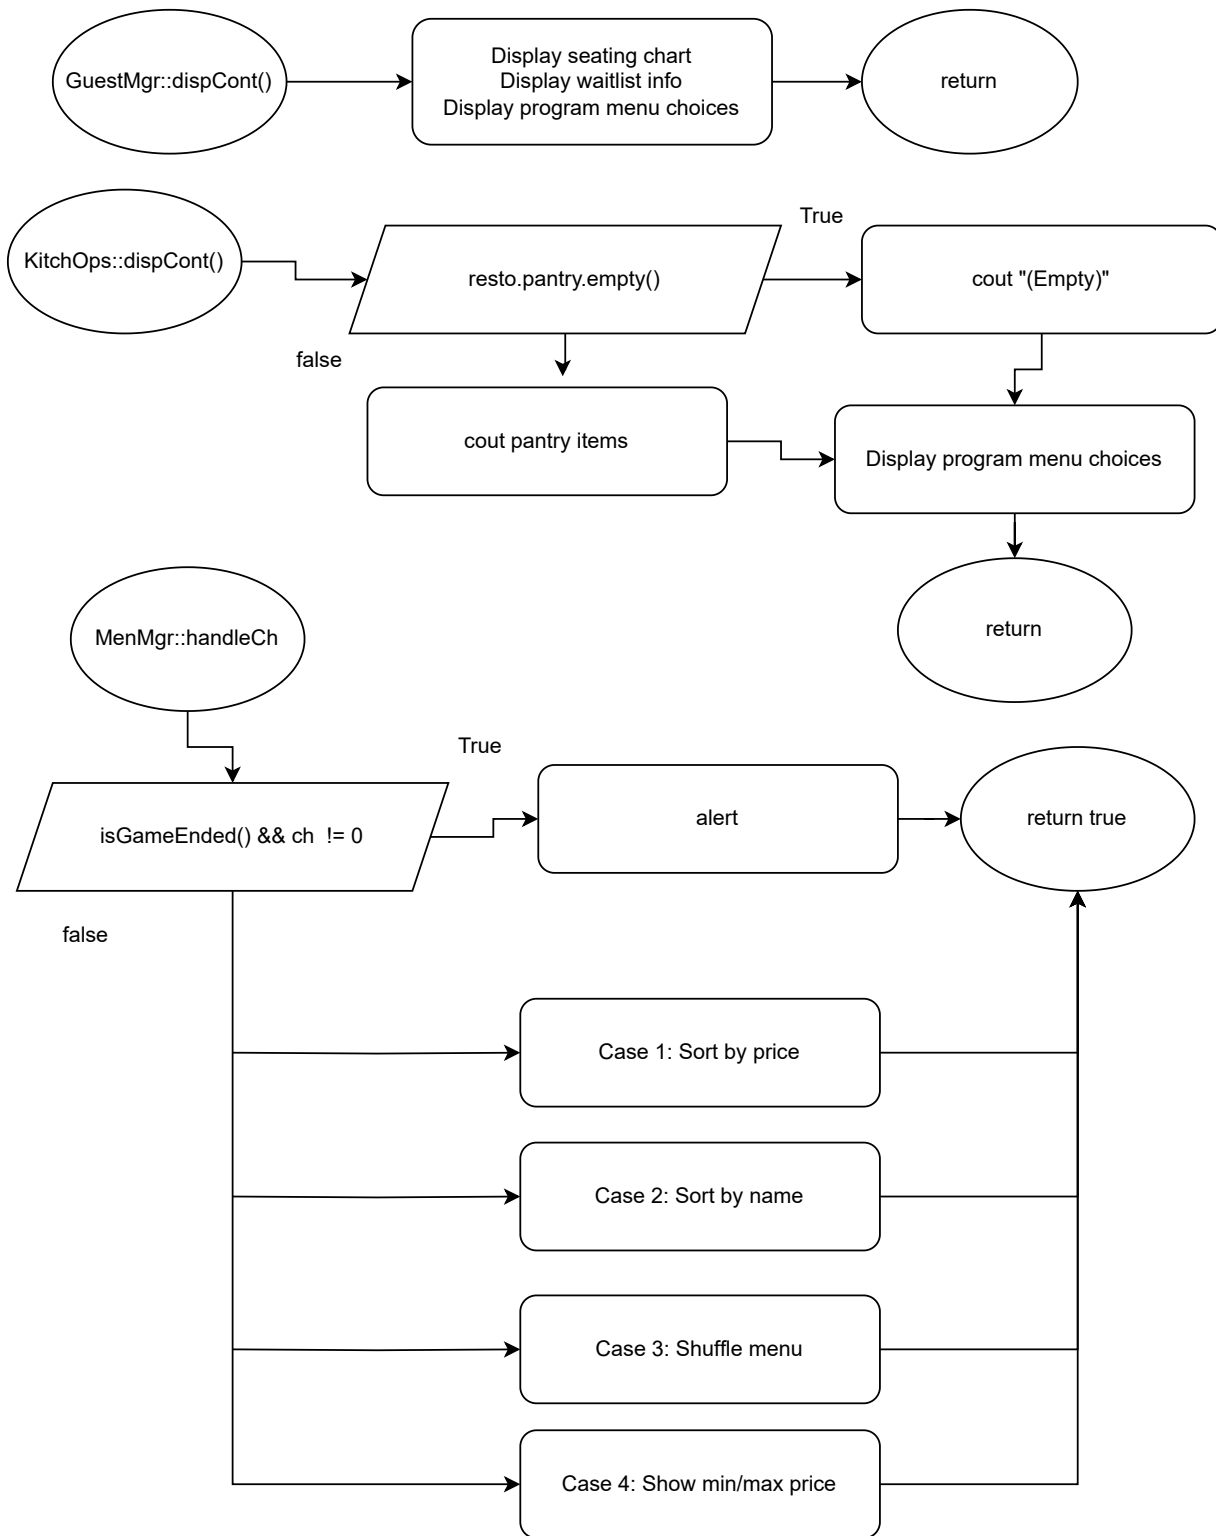 GuestMgr::dispCont()
Display seating chart
Display waitlist info
Display program menu choices
return
KitchOps::dispCont()
resto.pantry.empty()
True
cout "(Empty)"
false
cout pantry items
Display program menu choices
return
MenMgr::handleCh
isGameEnded() && ch  != 0
True
alert
return true
false
Case 1: Sort by price
Case 2: Sort by name
Case 3: Shuffle menu
Case 4: Show min/max price